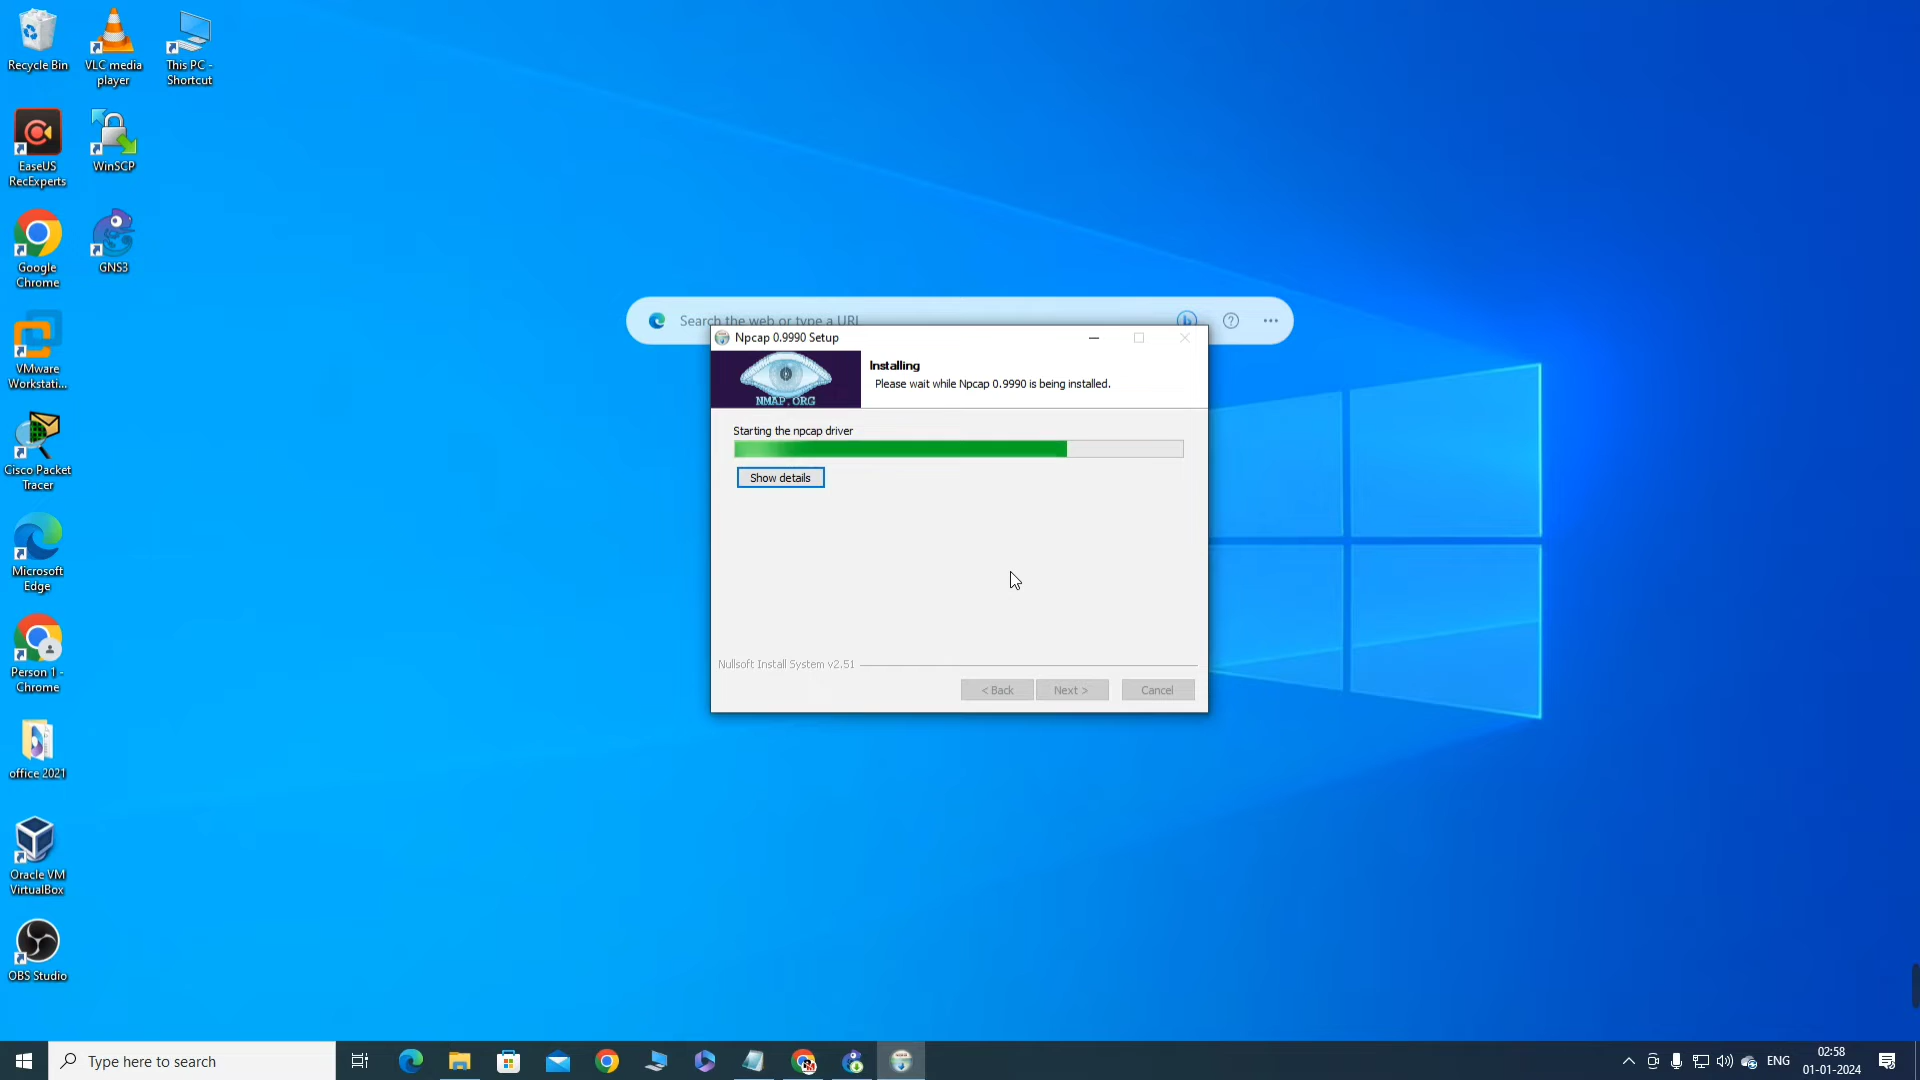 Recycle Bin
VLC media
player
This PC -
Shortcut
EaseUS
RecExperts
WinSCP
Google
Chrome
GNS3
VMware
Workstati...
Cisco Packet
Tracer
Microsoft
Edge
Person 1 -
Chrome
office 2021
Oracle VM
VirtualBox
OBS Studio
Search the web or type a URL
Npcap 0.9990 Setup
NMAP.ORG
Installing
Please wait while Npcap 0.9990 is being installed.
Starting the npcap driver
Show details
Nullsoft Install System v2.51
< Back
Next >
Cancel
Type here to search
ENG
02:58
01-01-2024